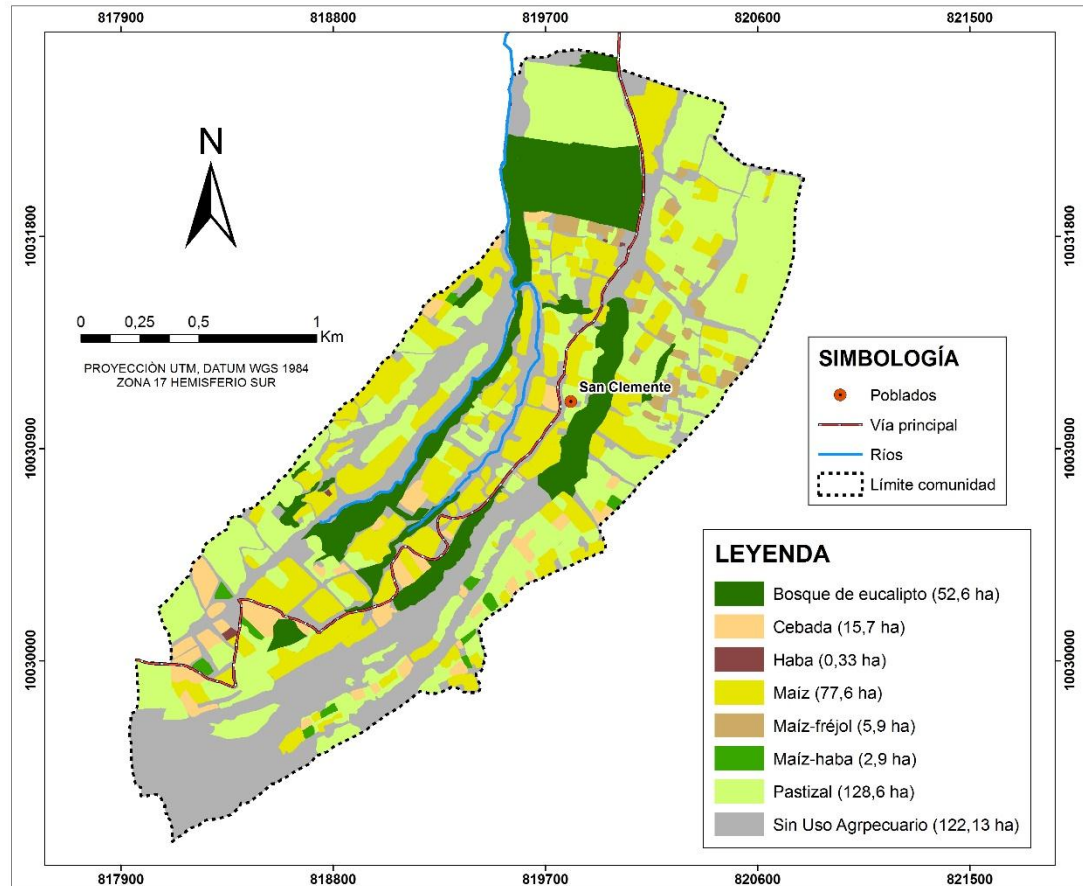 817900 818800 819700 820600 821500
N
10031800 10031800
0 0,25 0,5 1
Km
PROYECCIÒN UTM, DATUM WGS 1984
ZONA 17 HEMISFERIO SUR
San Clemente
SIMBOLOGÍA
Poblados
Vía principal
Ríos
Límite comunidad
10030900 10030900
LEYENDA
Bosque de eucalipto (52,6 ha)
Cebada (15,7 ha)
Haba (0,33 ha)
Maíz (77,6 ha)
Maíz-fréjol (5,9 ha)
Maíz-haba (2,9 ha)
Pastizal (128,6 ha)
Sin Uso Agrpecuario (122,13 ha)
10030000 10030000
817900 818800 819700 820600 821500